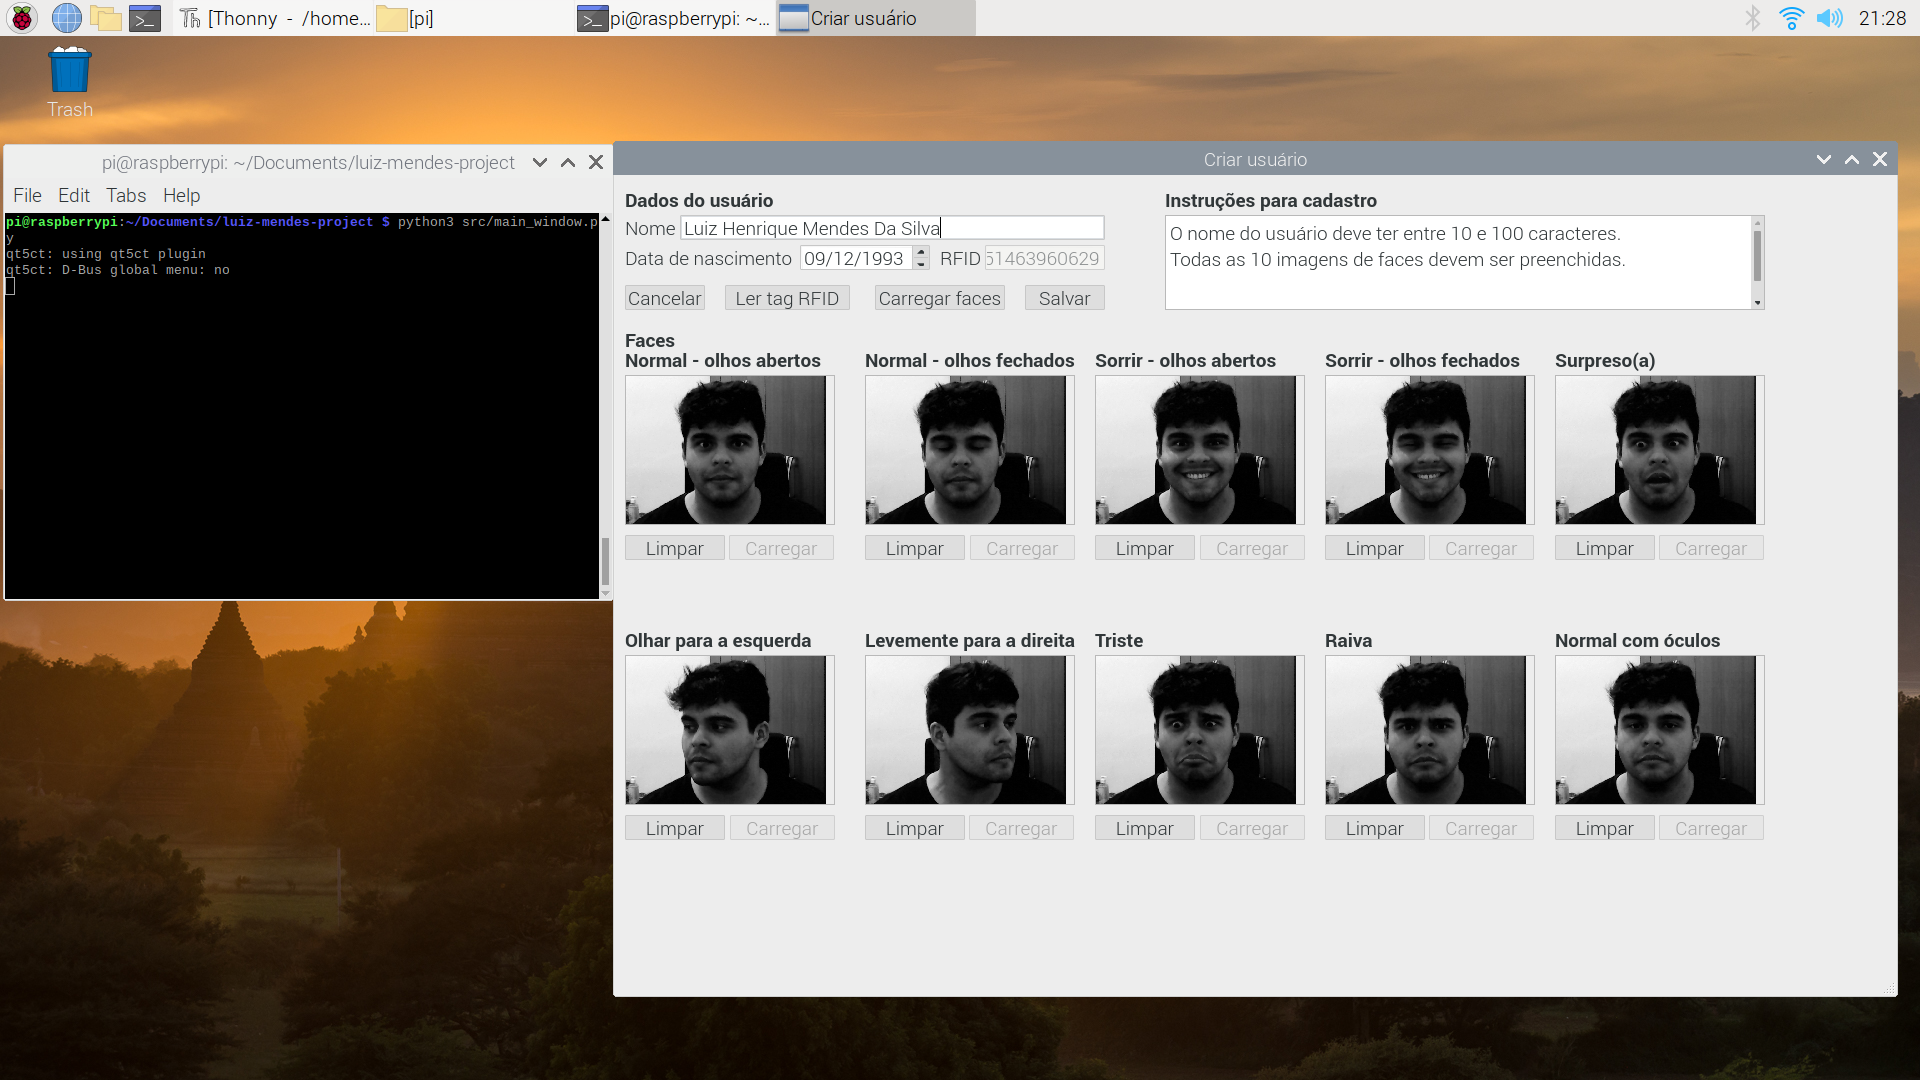 [Thonny - /home... [pi] pi@raspberrypi: ~... Criar usuário 21:28
Trash
pi@raspberrypi: ~/Documents/luiz-mendes-project
File Edit Tabs Help
pi@raspberrypi:~/Documents/luiz-mendes-project $ python3 src/main_window.p
y
qt5ct: using qt5ct plugin
qt5ct: D-Bus global menu: no
Criar usuário
Dados do usuário
Nome Luiz Henrique Mendes Da Silva
Data de nascimento 09/12/1993 RFID 61463960629
Cancelar Ler tag RFID Carregar faces Salvar
Instruções para cadastro
O nome do usuário deve ter entre 10 e 100 caracteres.
Todas as 10 imagens de faces devem ser preenchidas.
Faces
Normal - olhos abertos Normal - olhos fechados Sorrir - olhos abertos Sorrir - olhos fechados Surpreso(a)
Limpar Carregar Limpar Carregar Limpar Carregar Limpar Carregar Limpar Carregar
Olhar para a esquerda Levemente para a direita Triste Raiva Normal com óculos
Limpar Carregar Limpar Carregar Limpar Carregar Limpar Carregar Limpar Carregar